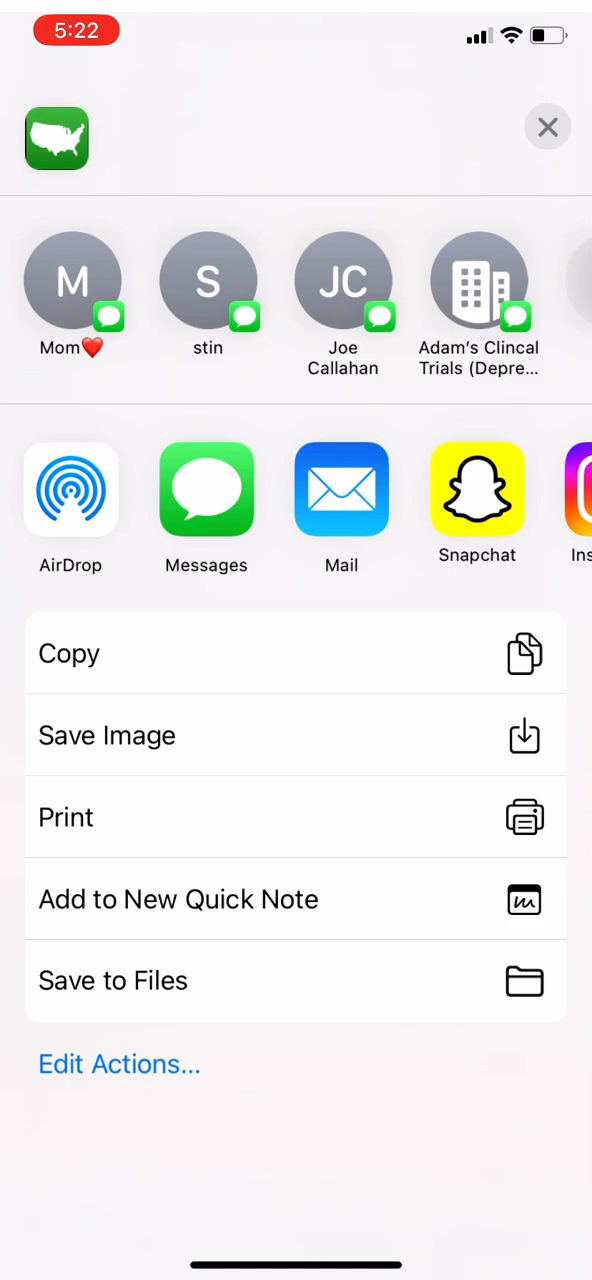 5:22
M
S
JC
Mom❤️
stin
Joe
Callahan
Adam's Clincal
Trials (Depre...
AirDrop
Messages
Mail
Snapchat
Ins
Copy
Save Image
Print
Add to New Quick Note
Save to Files
Edit Actions...